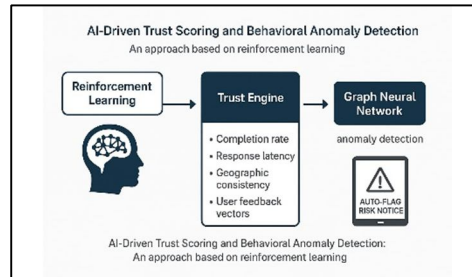 AI-Driven Trust Scoring and Behavioral Anomaly Detection
An approach based on reinforcement learning
Reinforcement
Learning
Trust Engine
• Completion rate
• Response latency
• Geographic
consistency
• User feedback
vectors
Graph Neural
Network
anomaly detection
AUTO-FLAG
RISK NOTICE
AI-Driven Trust Scoring and Behavioral Anomaly Detection:
An approach based on reinforcement learning